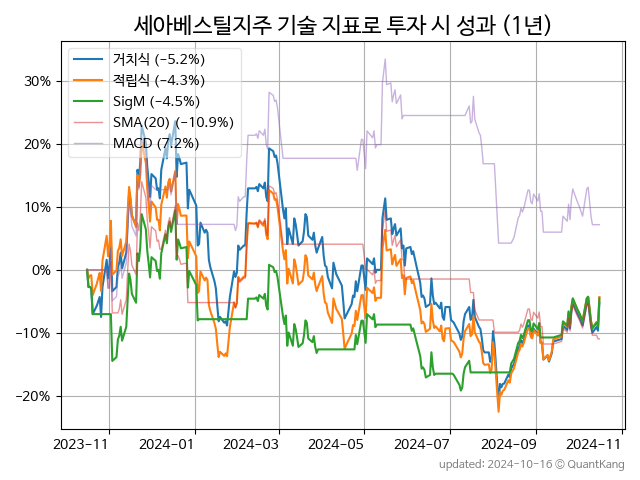 세아베스틸지주 기술 지표로 투자 시 성과 (1년)
거치식 (−5.2%)
적립식 (−4.3%)
SigM (−4.5%)
SMA(20) (−10.9%)
MACD (7.2%)
30%
20%
10%
0%
−10%
−20%
2023−11 2024−01 2024−03 2024−05 2024−07 2024−09 2024−11
updated: 2024-10-16 © QuantKang